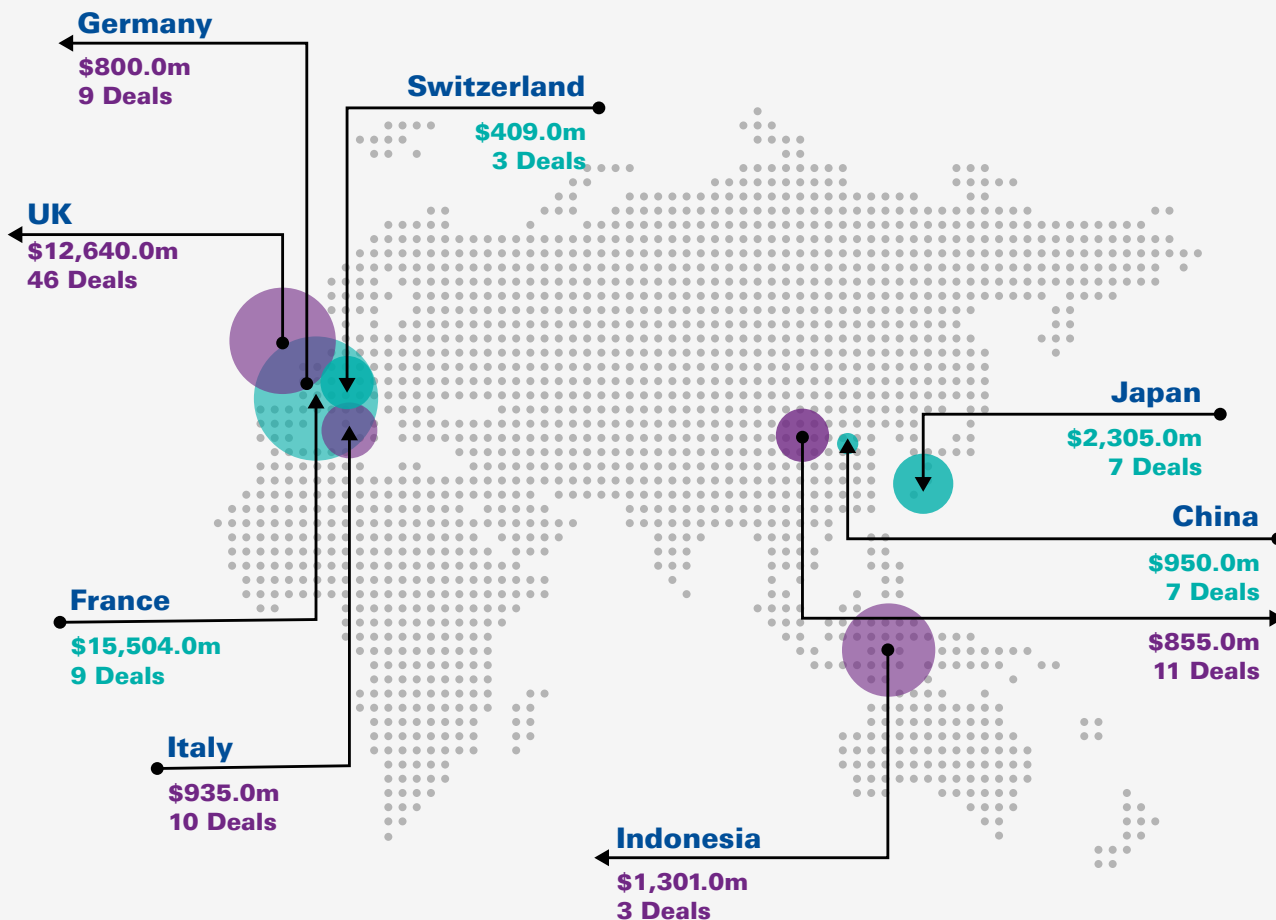 Germany
$800.0m
9 Deals
Switzerland
$409.0m
3 Deals
UK
$12,640.0m
46 Deals
Japan
$2,305.0m
7 Deals
China
$950.0m
7 Deals
$855.0m
11 Deals
France
$15,504.0m
9 Deals
Italy
$935.0m
10 Deals
Indonesia
$1,301.0m
3 Deals